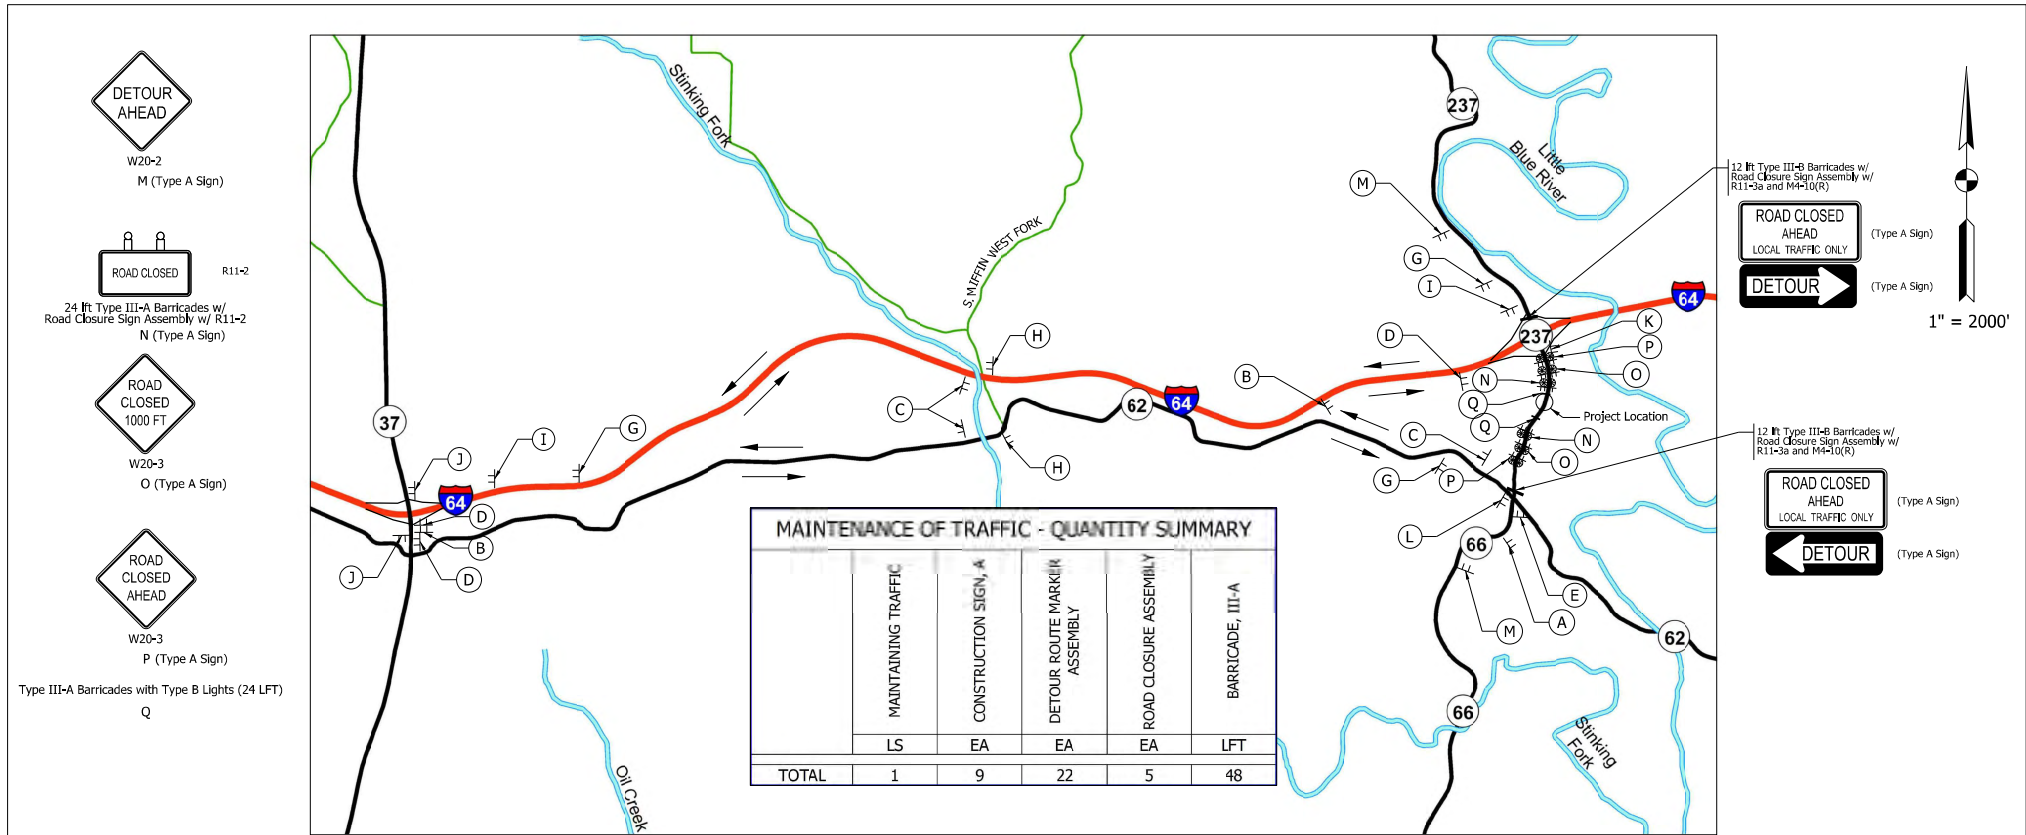 DETOUR
AHEAD
W20-2
M (Type A Sign)
ROAD CLOSED
R11-2
24 lft Type III-A Barricades w/
Road Closure Sign Assembly w/ R11-2
N (Type A Sign)
ROAD
CLOSED
1000 FT
W20-3
O (Type A Sign)
ROAD
CLOSED
AHEAD
W20-3
P (Type A Sign)
Type III-A Barricades with Type B Lights (24 LFT)
Q
Stinking Fork
S. MIFFIN WEST FORK
Little
Blue River
Oil Creek
Stinking
Fork
237
237
64
64
64
37
62
62
66
66
M
G
I
D
B
H
C
H
G
I
J
D
B
D
J
K
P
O
N
Q
Project Location
Q
N
O
C
G
P
L
E
A
M
MAINTENANCE OF TRAFFIC - QUANTITY SUMMARY
MAINTAINING TRAFFIC
CONSTRUCTION SIGN, A
DETOUR ROUTE MARKER
ASSEMBLY
ROAD CLOSURE ASSEMBLY
BARRICADE, III-A
LS EA EA EA LFT
TOTAL 1 9 22 5 48
12 lft Type III-B Barricades w/
Road Closure Sign Assembly w/
R11-3a and M4-10(R)
ROAD CLOSED
AHEAD
LOCAL TRAFFIC ONLY
(Type A Sign)
DETOUR
(Type A Sign)
1" = 2000'
12 lft Type III-B Barricades w/
Road Closure Sign Assembly w/
R11-3a and M4-10(R)
ROAD CLOSED
AHEAD
LOCAL TRAFFIC ONLY
(Type A Sign)
DETOUR
(Type A Sign)